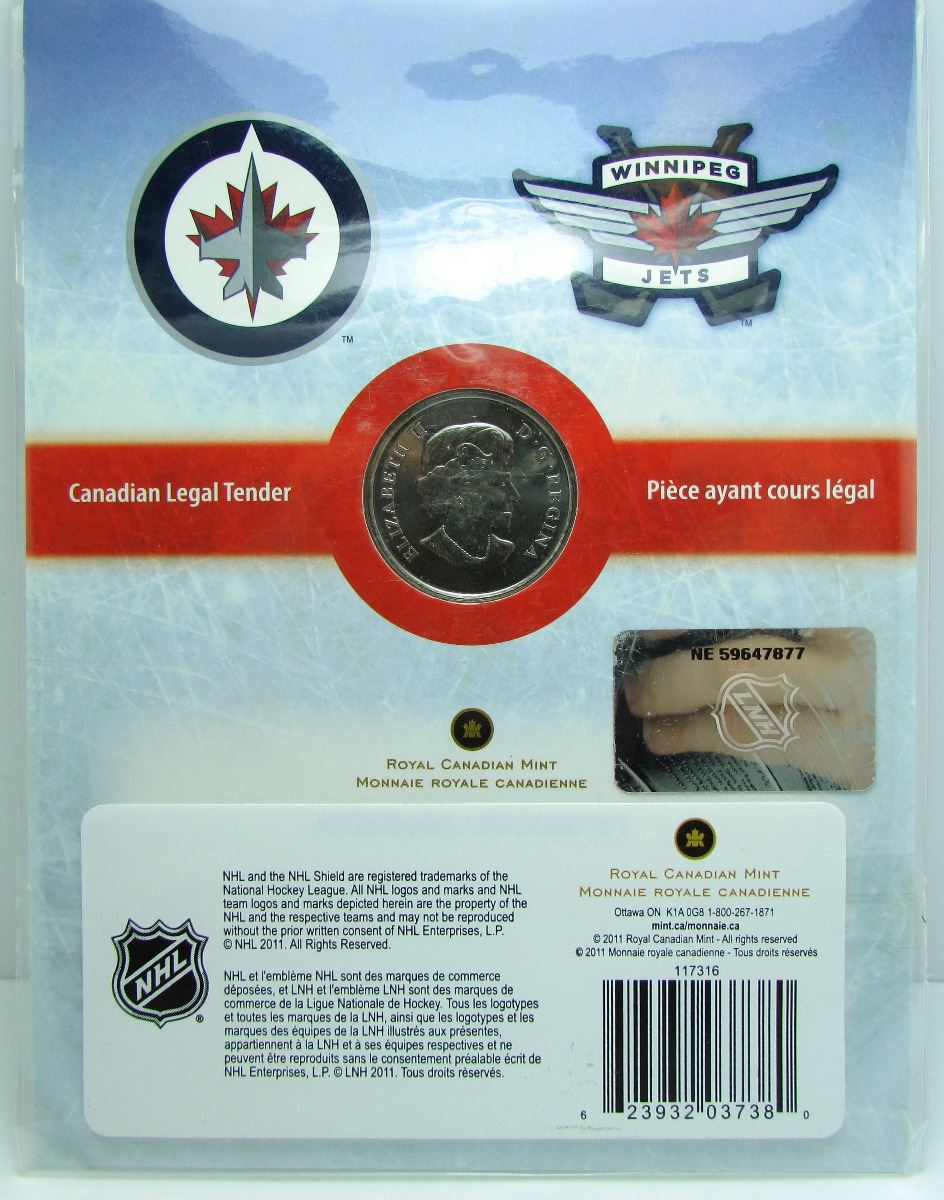 WINNIPEG
JETS
TM
TM
ELIZABETH II D·G·REGINA
Canadian Legal Tender
Pièce ayant cours légal
NE 59647877
LNH
ROYAL CANADIAN MINT
MONNAIE ROYALE CANADIENNE
NHL and the NHL Shield are registered trademarks of the
National Hockey League. All NHL logos and marks and NHL
team logos and marks depicted herein are the property of the
NHL and the respective teams and may not be reproduced
without the prior written consent of NHL Enterprises, L.P.
© NHL 2011. All Rights Reserved.
NHL
®
NHL et l'emblème NHL sont des marques de commerce
déposées, et LNH et l'emblème LNH sont des marques de
commerce de la Ligue Nationale de Hockey. Tous les logotypes
et toutes les marques de la LNH, ainsi que les logotypes et les
marques des équipes de la LNH illustrés aux présentes,
appartiennent à la LNH et à ses équipes respectives et ne
peuvent être reproduits sans le consentement préalable écrit de
NHL Enterprises, L.P. © LNH 2011. Tous droits réservés.
ROYAL CANADIAN MINT
MONNAIE ROYALE CANADIENNE
Ottawa ON K1A 0G8 1-800-267-1871
mint.ca/monnaie.ca
© 2011 Royal Canadian Mint - All rights reserved
© 2011 Monnaie royale canadienne - Tous droits réservés
117316
6 23932 03738 0